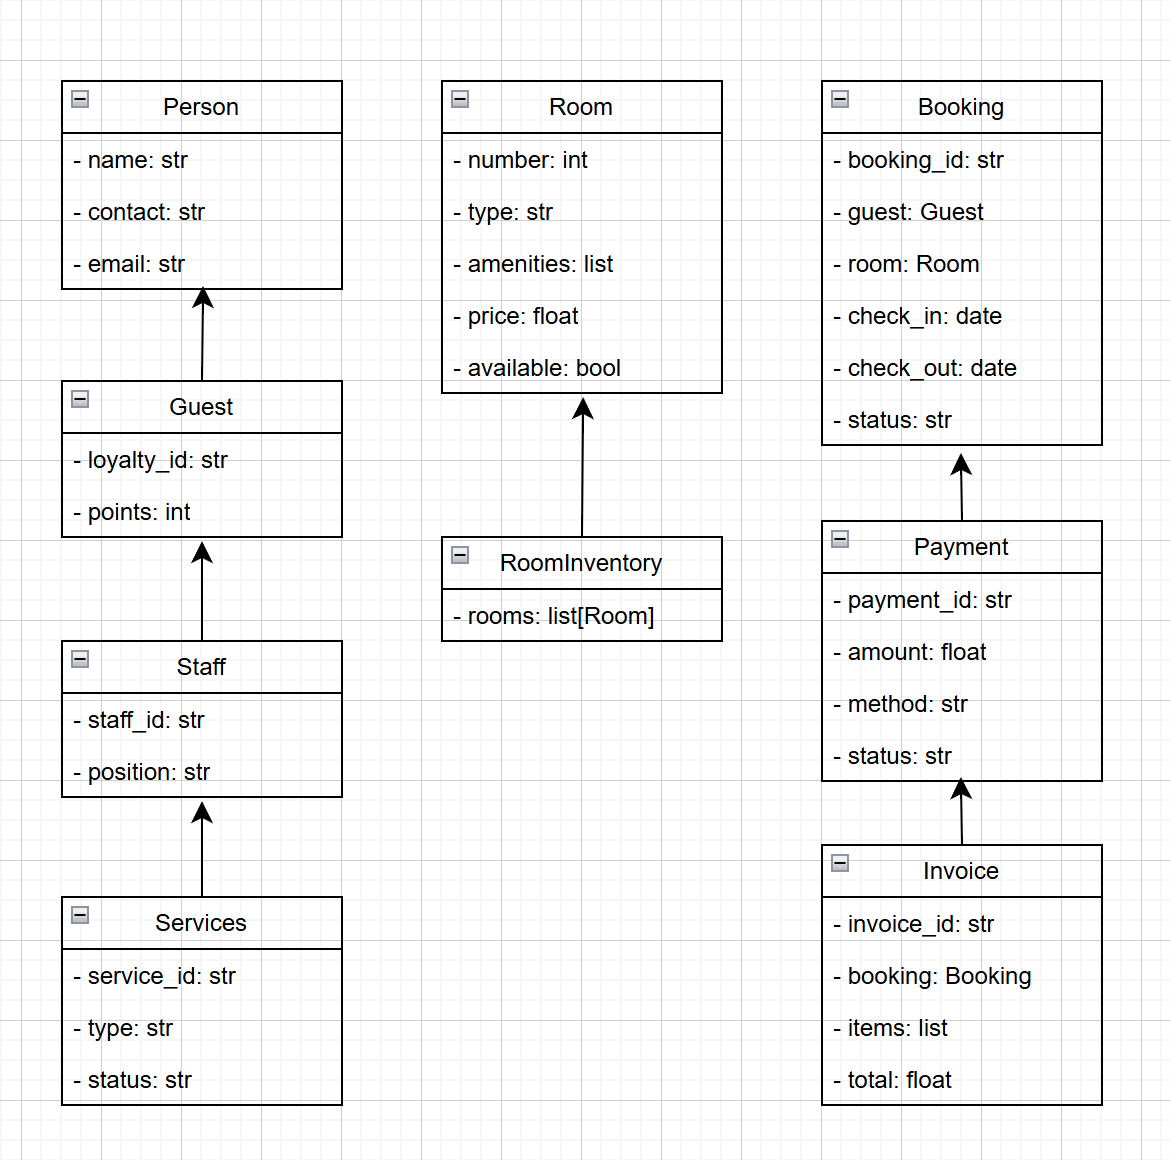 Person
- name: str
- contact: str
- email: str
Guest
- loyalty_id: str
- points: int
Staff
- staff_id: str
- position: str
Services
- service_id: str
- type: str
- status: str
Room
- number: int
- type: str
- amenities: list
- price: float
- available: bool
RoomInventory
- rooms: list[Room]
Booking
- booking_id: str
- guest: Guest
- room: Room
- check_in: date
- check_out: date
- status: str
Payment
- payment_id: str
- amount: float
- method: str
- status: str
Invoice
- invoice_id: str
- booking: Booking
- items: list
- total: float